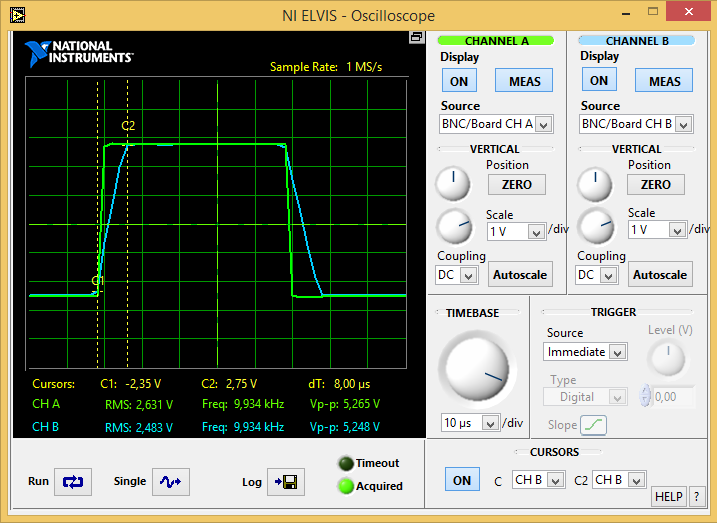 NI ELVIS - Oscilloscope
NATIONAL
INSTRUMENTS™
Sample Rate: 1 MS/s
C2
C1
Cursors: C1: -2,35 V C2: 2,75 V dT: 8,00 µs
CH A RMS: 2,631 V Freq: 9,934 kHz Vp-p: 5,265 V
CH B RMS: 2,483 V Freq: 9,934 kHz Vp-p: 5,248 V
CHANNEL A
Display
ON MEAS
Source
BNC/Board CH A
VERTICAL
Position
ZERO
Scale
1 V /div
Coupling
DC Autoscale
CHANNEL B
Display
ON MEAS
Source
BNC/Board CH B
VERTICAL
Position
ZERO
Scale
1 V /div
Coupling
DC Autoscale
TIMEBASE
10 µs /div
TRIGGER
Source Level (V)
Immediate
Type
Digital 0,00
Slope
Run Single Log
Timeout
Acquired
CURSORS
ON C CH B C2 CH B
HELP ?